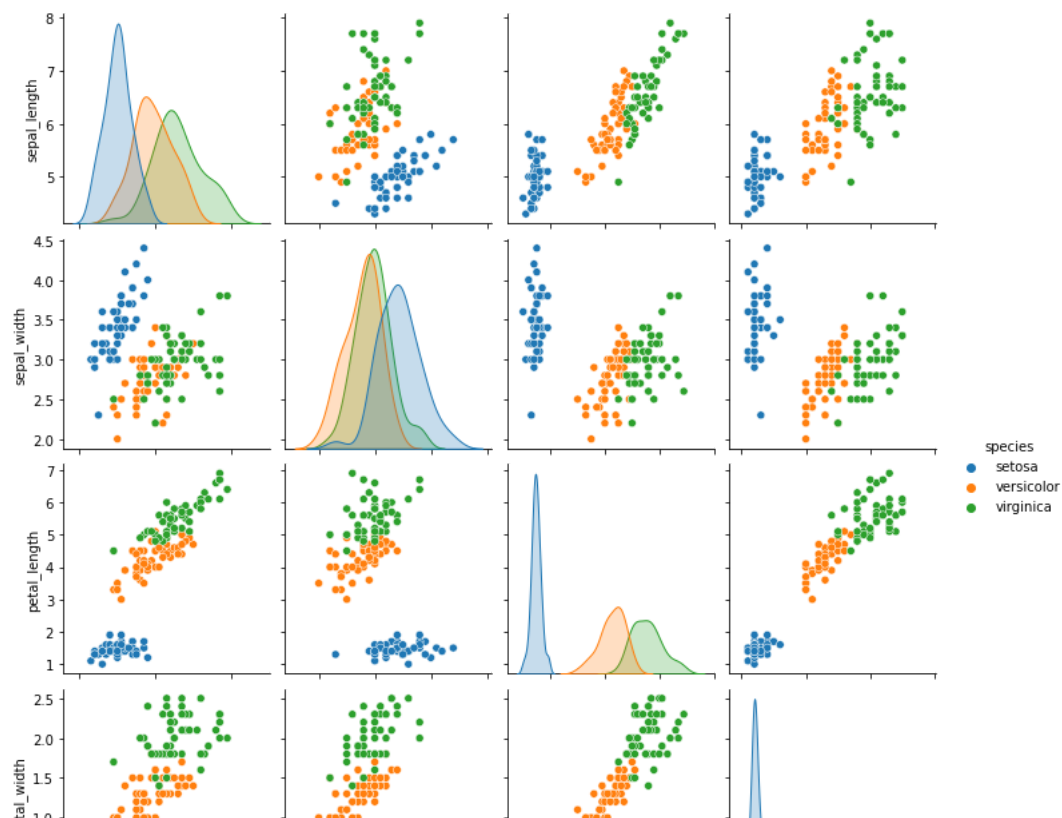 8
7
6
5
sepal_length
4.5
4.0
3.5
3.0
2.5
2.0
sepal_width
7
6
5
4
3
2
1
petal_length
species
setosa
versicolor
virginica
2.5
2.0
1.5
1.0
tal_width